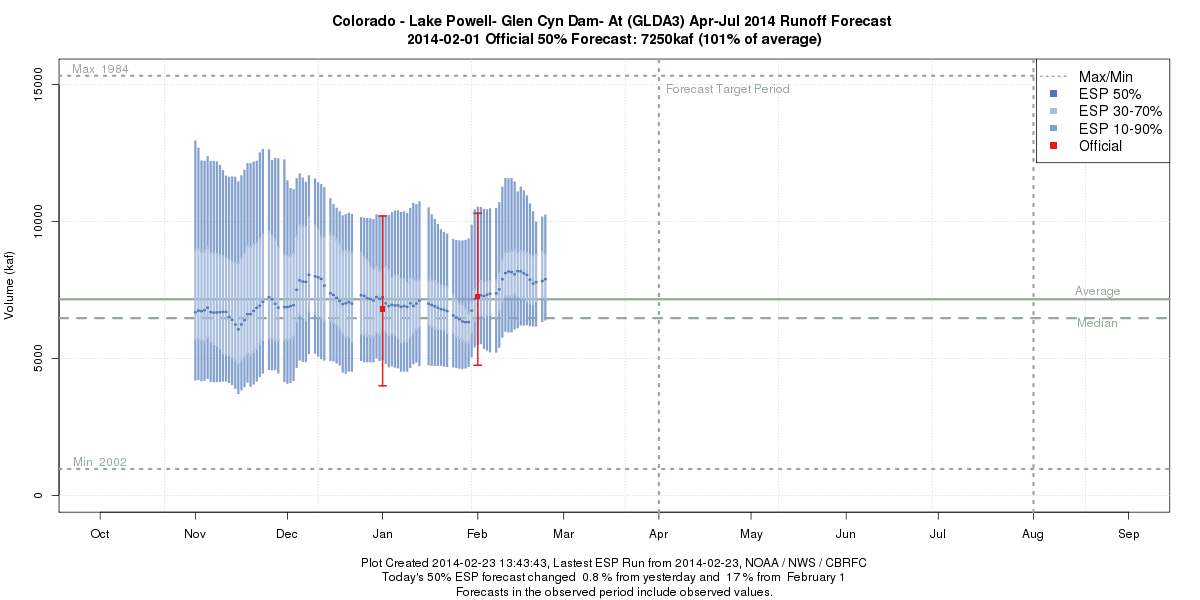 Colorado - Lake Powell- Glen Cyn Dam- At (GLDA3) Apr-Jul 2014 Runoff Forecast
2014-02-01 Official 50% Forecast: 7250kaf (101% of average)
Max 1984
Forecast Target Period
Max/Min
ESP 50%
ESP 30-70%
ESP 10-90%
Official
Volume (kaf)
15000
10000
5000
0
Average
Median
Min 2002
Oct Nov Dec Jan Feb Mar Apr May Jun Jul Aug Sep
Plot Created 2014-02-23 13:43:43, Lastest ESP Run from 2014-02-23, NOAA / NWS / CBRFC
Today's 50% ESP forecast changed 0.8 % from yesterday and 17 % from February 1
Forecasts in the observed period include observed values.